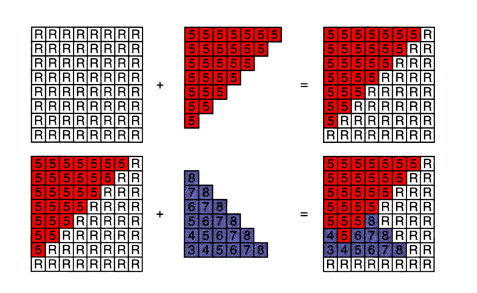 R R R R R R R R
R R R R R R R R
R R R R R R R R
R R R R R R R R
R R R R R R R R
R R R R R R R R
R R R R R R R R
R R R R R R R R
+
5 5 5 5 5 5 5
5 5 5 5 5 5
5 5 5 5 5
5 5 5 5
5 5 5
5 5
5
=
5 5 5 5 5 5 5 R
5 5 5 5 5 5 R R
5 5 5 5 5 R R R
5 5 5 5 R R R R
5 5 5 R R R R R
5 5 R R R R R R
5 R R R R R R R
R R R R R R R R
5 5 5 5 5 5 5 R
5 5 5 5 5 5 R R
5 5 5 5 5 R R R
5 5 5 5 R R R R
5 5 5 R R R R R
5 5 R R R R R R
5 R R R R R R R
R R R R R R R R
+
8
7 8
6 7 8
5 6 7 8
4 5 6 7 8
3 4 5 6 7 8
=
5 5 5 5 5 5 5 R
5 5 5 5 5 5 R R
5 5 5 5 5 R R R
5 5 5 5 R R R R
5 5 5 8 R R R R
4 5 6 7 8 R R R
3 4 5 6 7 8 R R
R R R R R R R R